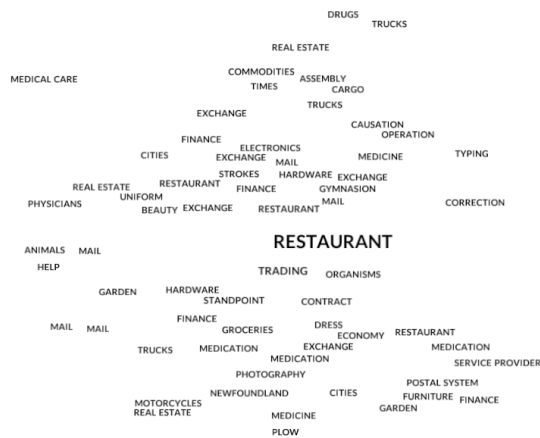 DRUGS
TRUCKS
REAL ESTATE
COMMODITIES
MEDICAL CARE
ASSEMBLY
TIMES
CARGO
TRUCKS
EXCHANGE
CAUSATION
OPERATION
FINANCE
ELECTRONICS
CITIES
EXCHANGE
MEDICINE
TYPING
MAIL
STROKES
HARDWARE
EXCHANGE
REAL ESTATE
RESTAURANT
FINANCE
GYMNASION
UNIFORM
MAIL
PHYSICIANS
CORRECTION
BEAUTY
EXCHANGE
RESTAURANT
RESTAURANT
ANIMALS
MAIL
HELP
TRADING
ORGANISMS
GARDEN
HARDWARE
STANDPOINT
CONTRACT
FINANCE
MAIL
MAIL
GROCERIES
DRESS
ECONOMY
RESTAURANT
TRUCKS
MEDICATION
EXCHANGE
MEDICATION
MEDICATION
SERVICE PROVIDER
PHOTOGRAPHY
POSTAL SYSTEM
NEWFOUNDLAND
CITIES
FURNITURE
FINANCE
MOTORCYCLES
GARDEN
REAL ESTATE
MEDICINE
PLOW